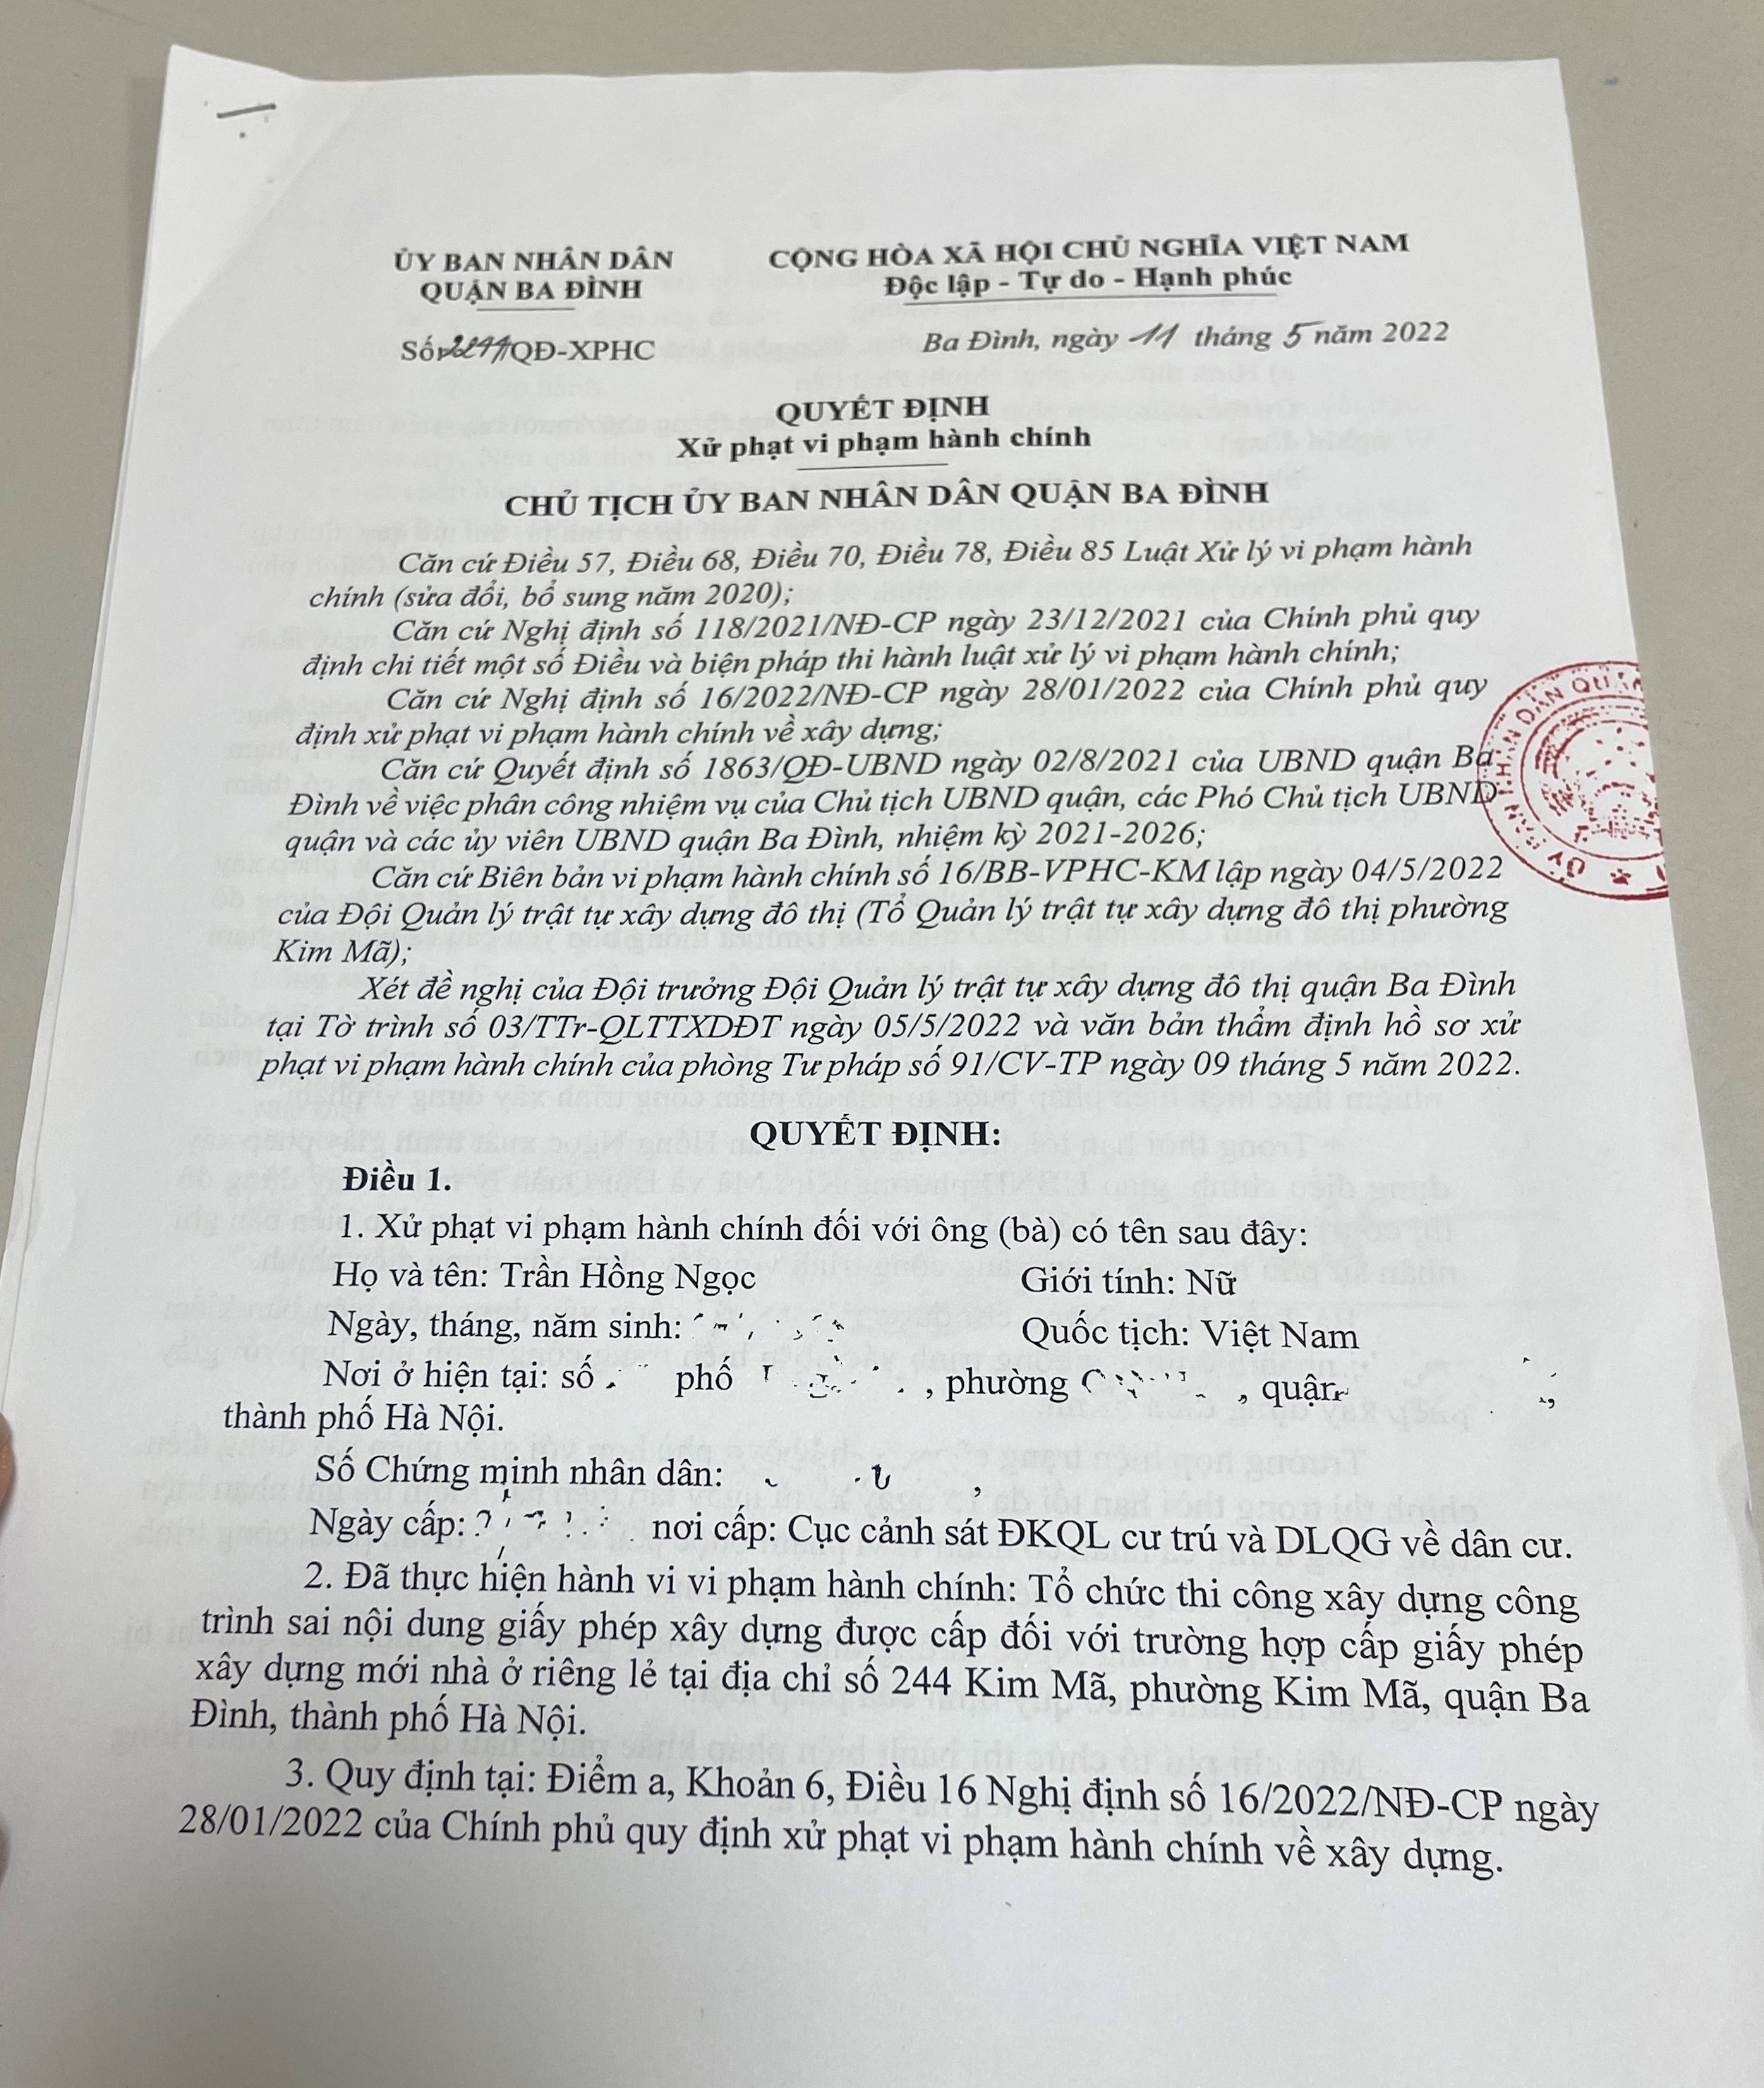 ỦY BAN NHÂN DÂN
QUẬN BA ĐÌNH
CỘNG HÒA XÃ HỘI CHỦ NGHĨA VIỆT NAM
Độc lập - Tự do - Hạnh phúc
Số: /QĐ-XPHC
Ba Đình, ngày 11 tháng 5 năm 2022
QUYẾT ĐỊNH
Xử phạt vi phạm hành chính
CHỦ TỊCH ỦY BAN NHÂN DÂN QUẬN BA ĐÌNH
Căn cứ Điều 57, Điều 68, Điều 70, Điều 78, Điều 85 Luật Xử lý vi phạm hành
chính (sửa đổi, bổ sung năm 2020);
Căn cứ Nghị định số 118/2021/NĐ-CP ngày 23/12/2021 của Chính phủ quy
định chi tiết một số Điều và biện pháp thi hành luật xử lý vi phạm hành chính;
Căn cứ Nghị định số 16/2022/NĐ-CP ngày 28/01/2022 của Chính phủ quy
định xử phạt vi phạm hành chính về xây dựng;
Căn cứ Quyết định số 1863/QĐ-UBND ngày 02/8/2021 của UBND quận Ba
Đình về việc phân công nhiệm vụ của Chủ tịch UBND quận, các Phó Chủ tịch UBND
quận và các ủy viên UBND quận Ba Đình, nhiệm kỳ 2021-2026;
Căn cứ Biên bản vi phạm hành chính số 16/BB-VPHC-KM lập ngày 04/5/2022
của Đội Quản lý trật tự xây dựng đô thị (Tổ Quản lý trật tự xây dựng đô thị phường
Kim Mã);
Xét đề nghị của Đội trưởng Đội Quản lý trật tự xây dựng đô thị quận Ba Đình
tại Tờ trình số 03/TTr-QLTTXDĐT ngày 05/5/2022 và văn bản thẩm định hồ sơ xử
phạt vi phạm hành chính của phòng Tư pháp số 91/CV-TP ngày 09 tháng 5 năm 2022.
QUYẾT ĐỊNH:
Điều 1.
1. Xử phạt vi phạm hành chính đối với ông (bà) có tên sau đây:
Họ và tên: Trần Hồng Ngọc Giới tính: Nữ
Ngày, tháng, năm sinh: Quốc tịch: Việt Nam
Nơi ở hiện tại: số phố , phường , quận
thành phố Hà Nội.
Số Chứng minh nhân dân:
Ngày cấp: nơi cấp: Cục cảnh sát ĐKQL cư trú và DLQG về dân cư.
2. Đã thực hiện hành vi vi phạm hành chính: Tổ chức thi công xây dựng công
trình sai nội dung giấy phép xây dựng được cấp đối với trường hợp cấp giấy phép
xây dựng mới nhà ở riêng lẻ tại địa chỉ số 244 Kim Mã, phường Kim Mã, quận Ba
Đình, thành phố Hà Nội.
3. Quy định tại: Điểm a, Khoản 6, Điều 16 Nghị định số 16/2022/NĐ-CP ngày
28/01/2022 của Chính phủ quy định xử phạt vi phạm hành chính về xây dựng.